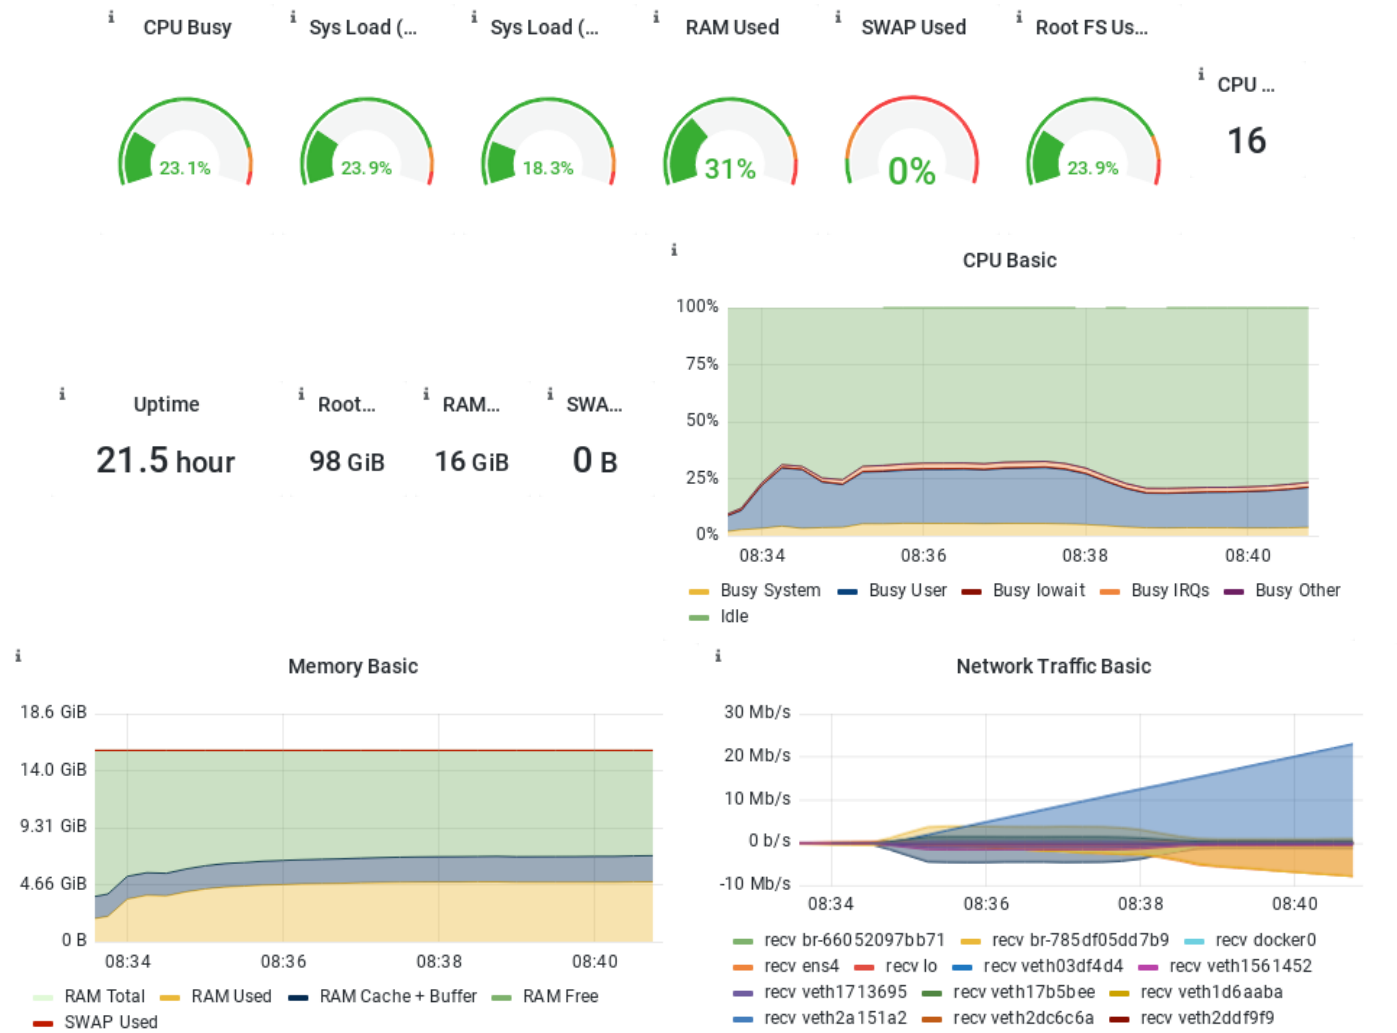 CPU Busy
Sys Load (...
Sys Load (...
RAM Used
SWAP Used
Root FS Us...
CPU ...
23.1%
23.9%
18.3%
31%
0%
23.9%
16
Uptime
Root...
RAM...
SWA...
21.5 hour
98 GiB
16 GiB
0 B
CPU Basic
100%
75%
50%
25%
0%
08:34
08:36
08:38
08:40
Busy System
Busy User
Busy Iowait
Busy IRQs
Busy Other
Idle
Memory Basic
18.6 GiB
14.0 GiB
9.31 GiB
4.66 GiB
0 B
08:34
08:36
08:38
08:40
RAM Total
RAM Used
RAM Cache + Buffer
RAM Free
SWAP Used
Network Traffic Basic
30 Mb/s
20 Mb/s
10 Mb/s
0 b/s
-10 Mb/s
08:34
08:36
08:38
08:40
recv br-66052097bb71
recv br-785df05dd7b9
recv docker0
recv ens4
recv lo
recv veth03df4d4
recv veth1561452
recv veth1713695
recv veth17b5bee
recv veth1d6aaba
recv veth2a151a2
recv veth2dc6c6a
recv veth2ddf9f9